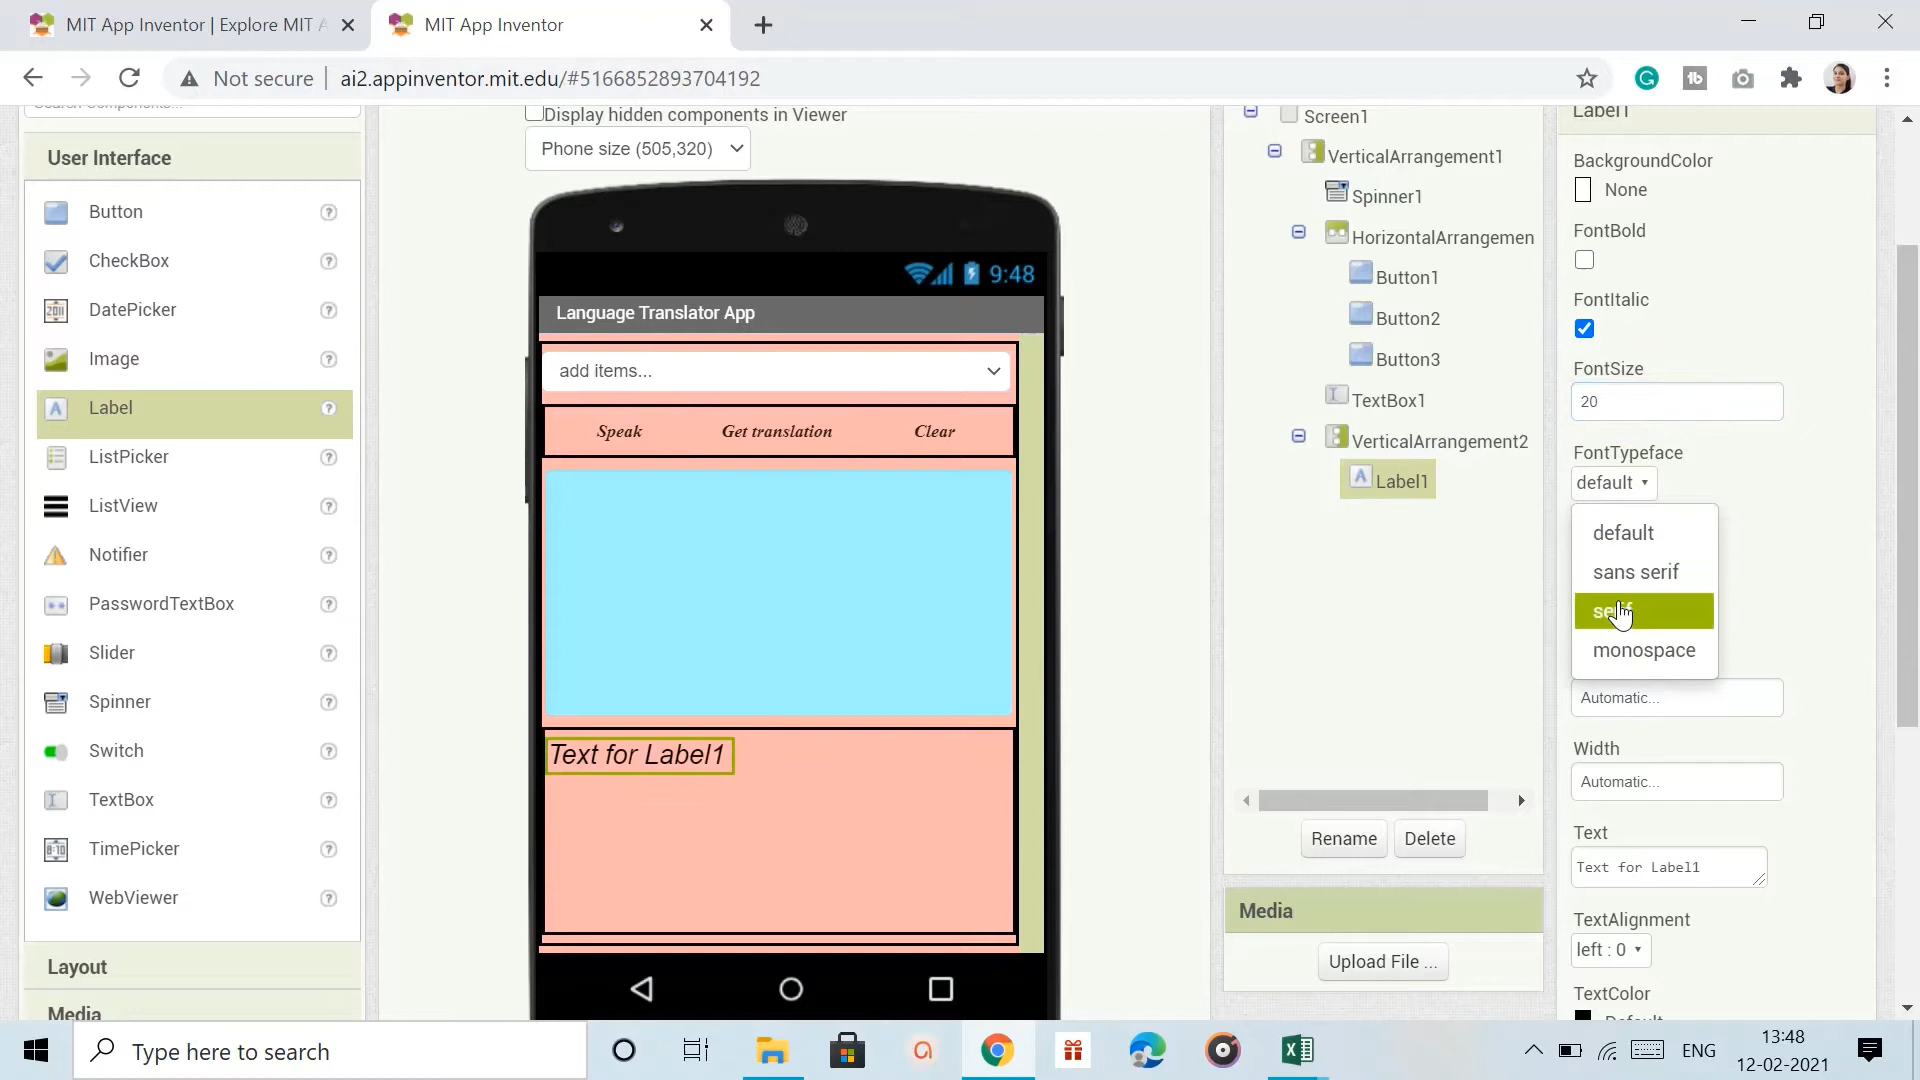 MIT App Inventor | Explore MIT A
MIT App Inventor
Not secure
ai2.appinventor.mit.edu/#5166852893704192
Search Components...
User Interface
Button
CheckBox
DatePicker
Image
Label
ListPicker
ListView
Notifier
PasswordTextBox
Slider
Spinner
Switch
TextBox
TimePicker
WebViewer
Layout
Media
Display hidden components in Viewer
Phone size (505,320)
9:48
Language Translator App
add items...
Speak
Get translation
Clear
Text for Label1
Screen1
VerticalArrangement1
Spinner1
HorizontalArrangemen
Button1
Button2
Button3
TextBox1
VerticalArrangement2
Label1
Rename
Delete
Media
Upload File ...
Label1
BackgroundColor
None
FontBold
FontItalic
FontSize
20
FontTypeface
default
default
sans serif
serif
monospace
Automatic...
Width
Automatic...
Text
Text for Label1
TextAlignment
left : 0
TextColor
Default
Type here to search
ENG
13:48
12-02-2021